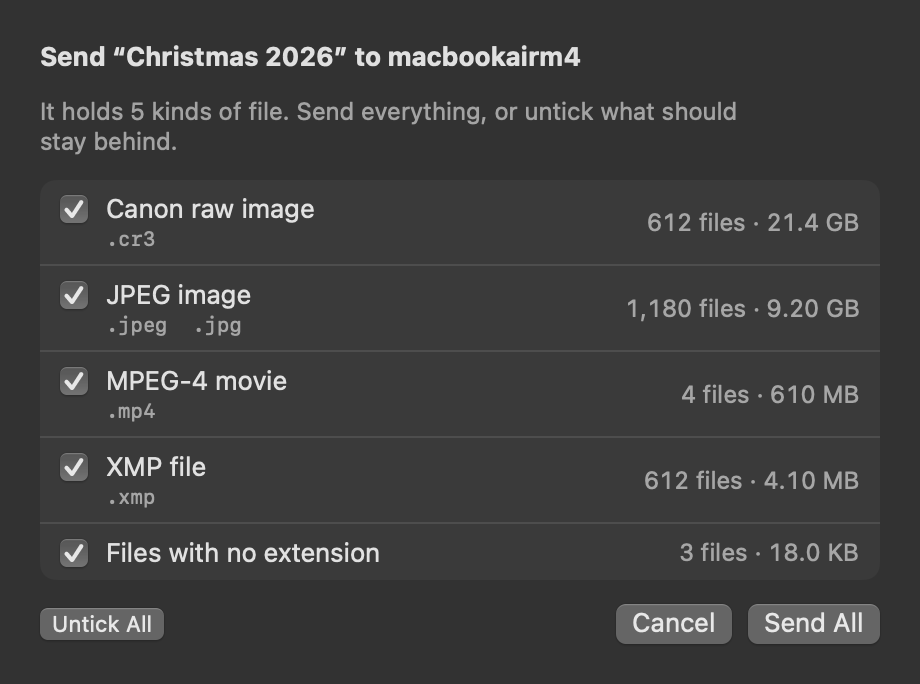 Send “Christmas 2026” to macbookairm4
It holds 5 kinds of file. Send everything, or untick what should
stay behind.
Canon raw image
.cr3
612 files · 21.4 GB
JPEG image
.jpeg .jpg
1,180 files · 9.20 GB
MPEG-4 movie
.mp4
4 files · 610 MB
XMP file
.xmp
612 files · 4.10 MB
Files with no extension
3 files · 18.0 KB
Untick All
Cancel
Send All